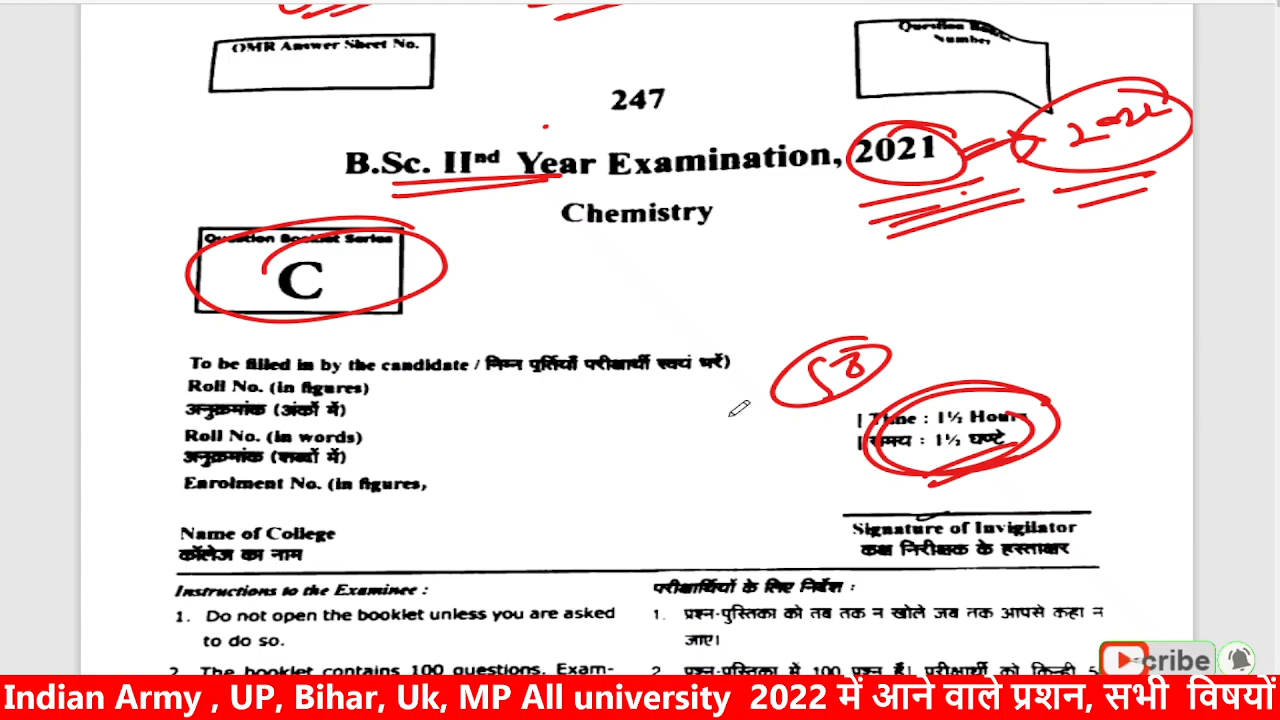 OMR Answer Sheet No.
Question
Number
247
B.Sc. IInd Year Examination, 2021
2022
Chemistry
Question Booklet Series
C
To be filled in by the candidate / निम्न पूर्तियाँ परीक्षार्थी स्वयं भरें)
Roll No. (in figures)
अनुक्रमांक (अंकों में)
Roll No. (in words)
अनुक्रमांक (शब्दों में)
Enrolment No. (in figures,
| Time : 1½ Hours
| समय : 1½ घण्टे
Name of College
कॉलेज का नाम
Signature of Invigilator
कक्ष निरीक्षक के हस्ताक्षर
Instructions to the Examinee :
1. Do not open the booklet unless you are asked
to do so.
2. The booklet contains 100 questions. Exam-
परीक्षार्थियों के लिए निर्देश :
1. प्रश्न-पुस्तिका को तब तक न खोले जब तक आपसे कहा न
जाए।
2. प्रश्न-पुस्तिका में 100 प्रश्न हैं। परीक्षार्थी को किन्ही 5
cribe
Indian Army , UP, Bihar, Uk, MP All university 2022 में आने वाले प्रशन, सभी विषयों